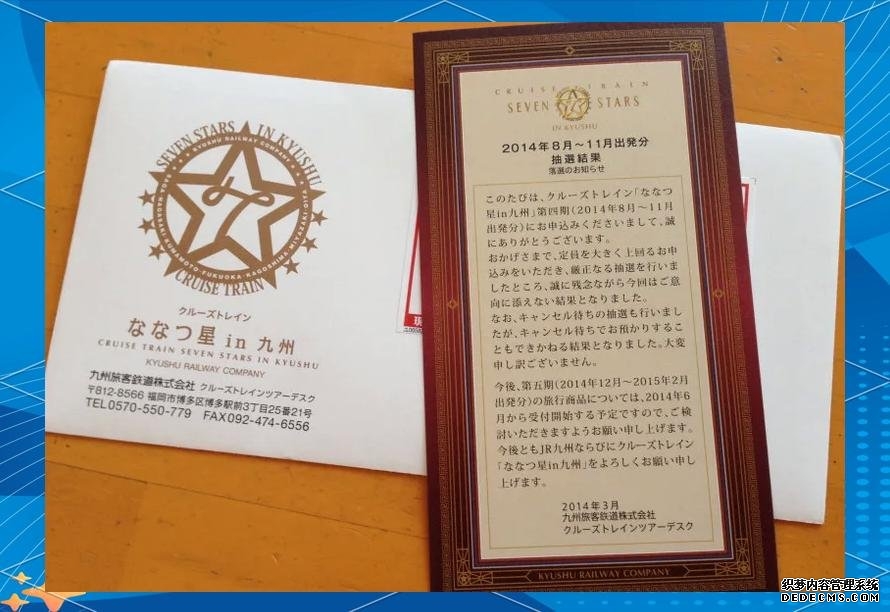 SEVEN STARS IN KYUSHU
KYUSHU RAILWAY COMPANY
SAGA・NAGASAKI・KUMAMOTO・FUKUOKA・KAGOSHIMA・MIYAZAKI・OITA
CRUISE TRAIN
クルーズトレイン
ななつ星 in 九州
CRUISE TRAIN SEVEN STARS IN KYUSHU
KYUSHU RAILWAY COMPANY
九州旅客鉄道株式会社 クルーズトレインツアーデスク
〒812-8566 福岡市博多区博多駅前3丁目25番21号
TEL0570-550-779 FAX092-474-6556
CRUISE TRAIN
SEVEN 7 STARS
IN KYUSHU
2014年8月～11月出発分
抽選結果
落選のお知らせ
このたびは、クルーズトレイン「ななつ
星in九州」第四期(2014年8月～11月
出発分)にお申込みくださいまして、誠
にありがとうございます。
おかげさまで、定員を大きく上回るお申
込みをいただき、厳正なる抽選を行いま
したところ、誠に残念ながら今回はご意
向に添えない結果となりました。
なお、キャンセル待ちの抽選も行いまし
たが、キャンセル待ちでお預かりするこ
ともできかねる結果となりました。大変
申し訳ございません。
今後、第五期(2014年12月～2015年2月
出発分)の旅行商品については、2014年6
月から受付開始する予定ですので、ご検
討いただきますようお願い申し上げます。
今後ともJR九州ならびにクルーズトレイン
「ななつ星in九州」をよろしくお願い申し
上げます。
2014年3月
九州旅客鉄道株式会社
クルーズトレインツアーデスク
KYUSHU RAILWAY COMPANY
织梦内容管理系统
DEDECMS.COM